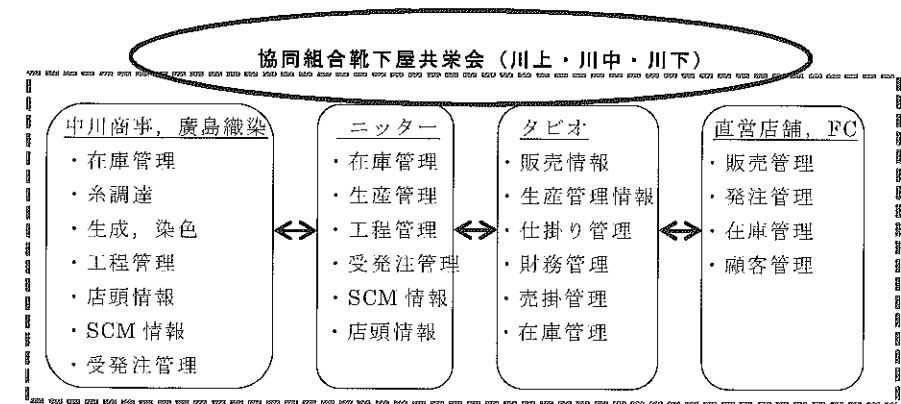 協同組合靴下屋共栄会（川上・川中・川下）
中川商事，廣島織染
・在庫管理
・糸調達
・生成，染色
・工程管理
・店頭情報
・SCM 情報
・受発注管理
ニッター
・在庫管理
・生産管理
・工程管理
・受発注管理
・SCM 情報
・店頭情報
タビオ
・販売情報
・生産管理情報
・仕掛り管理
・財務管理
・売掛管理
・在庫管理
直営店舗，FC
・販売管理
・発注管理
・在庫管理
・顧客管理